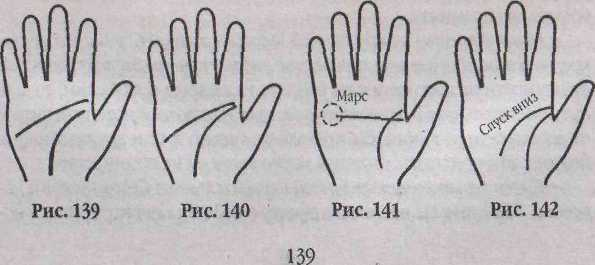 Марс
Спуск вниз
Рис. 139
Рис. 140
Рис. 141
Рис. 142
139